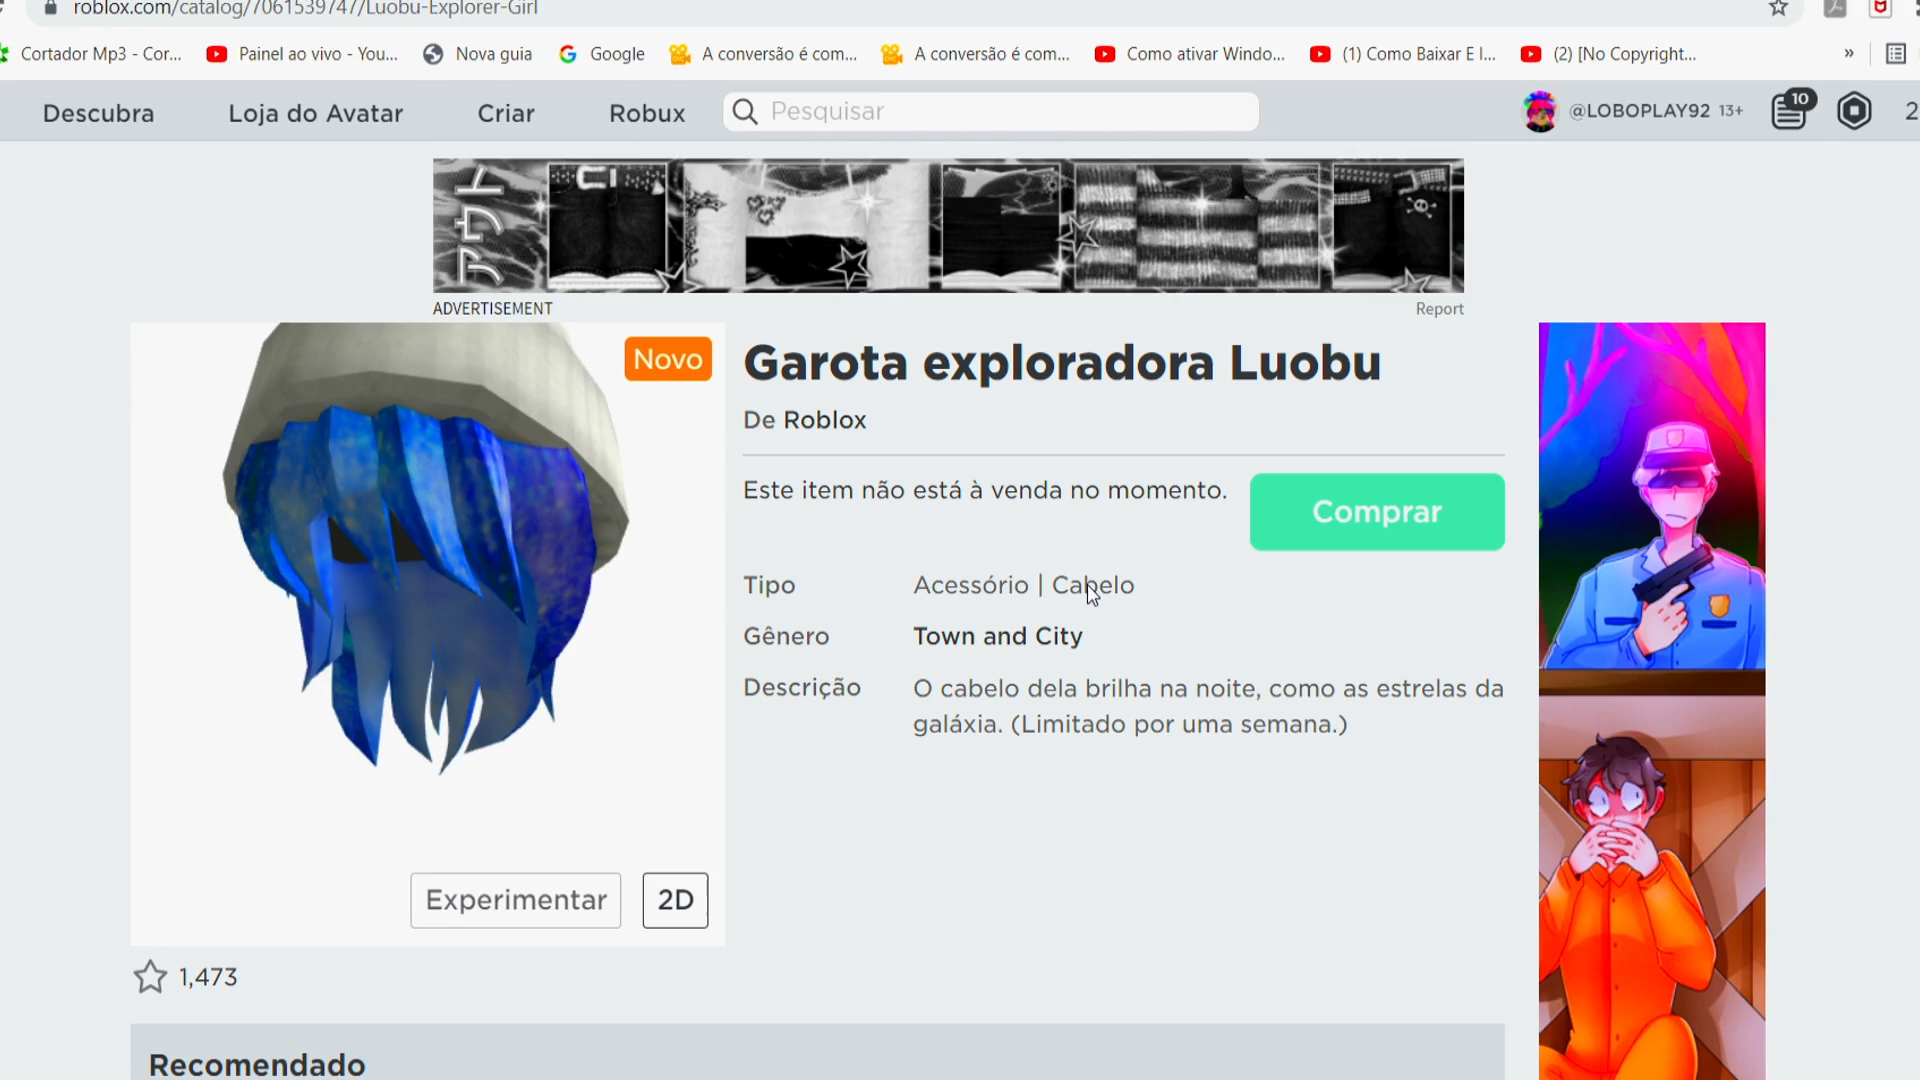 roblox.com/catalog/7061539747/Luobu-Explorer-Girl
Cortador Mp3 - Cor... Painel ao vivo - You... Nova guia Google A conversão é com... A conversão é com... Como ativar Windo... (1) Como Baixar E I... (2) [No Copyright... »
Descubra Loja do Avatar Criar Robux Pesquisar @LOBOPLAY92 13+ 10 2
アウト
ADVERTISEMENT Report
Novo
Garota exploradora Luobu
De Roblox
Este item não está à venda no momento.
Comprar
Tipo Acessório | Cabelo
Gênero Town and City
Descrição O cabelo dela brilha na noite, como as estrelas da
galáxia. (Limitado por uma semana.)
Experimentar 2D
1,473
Recomendado